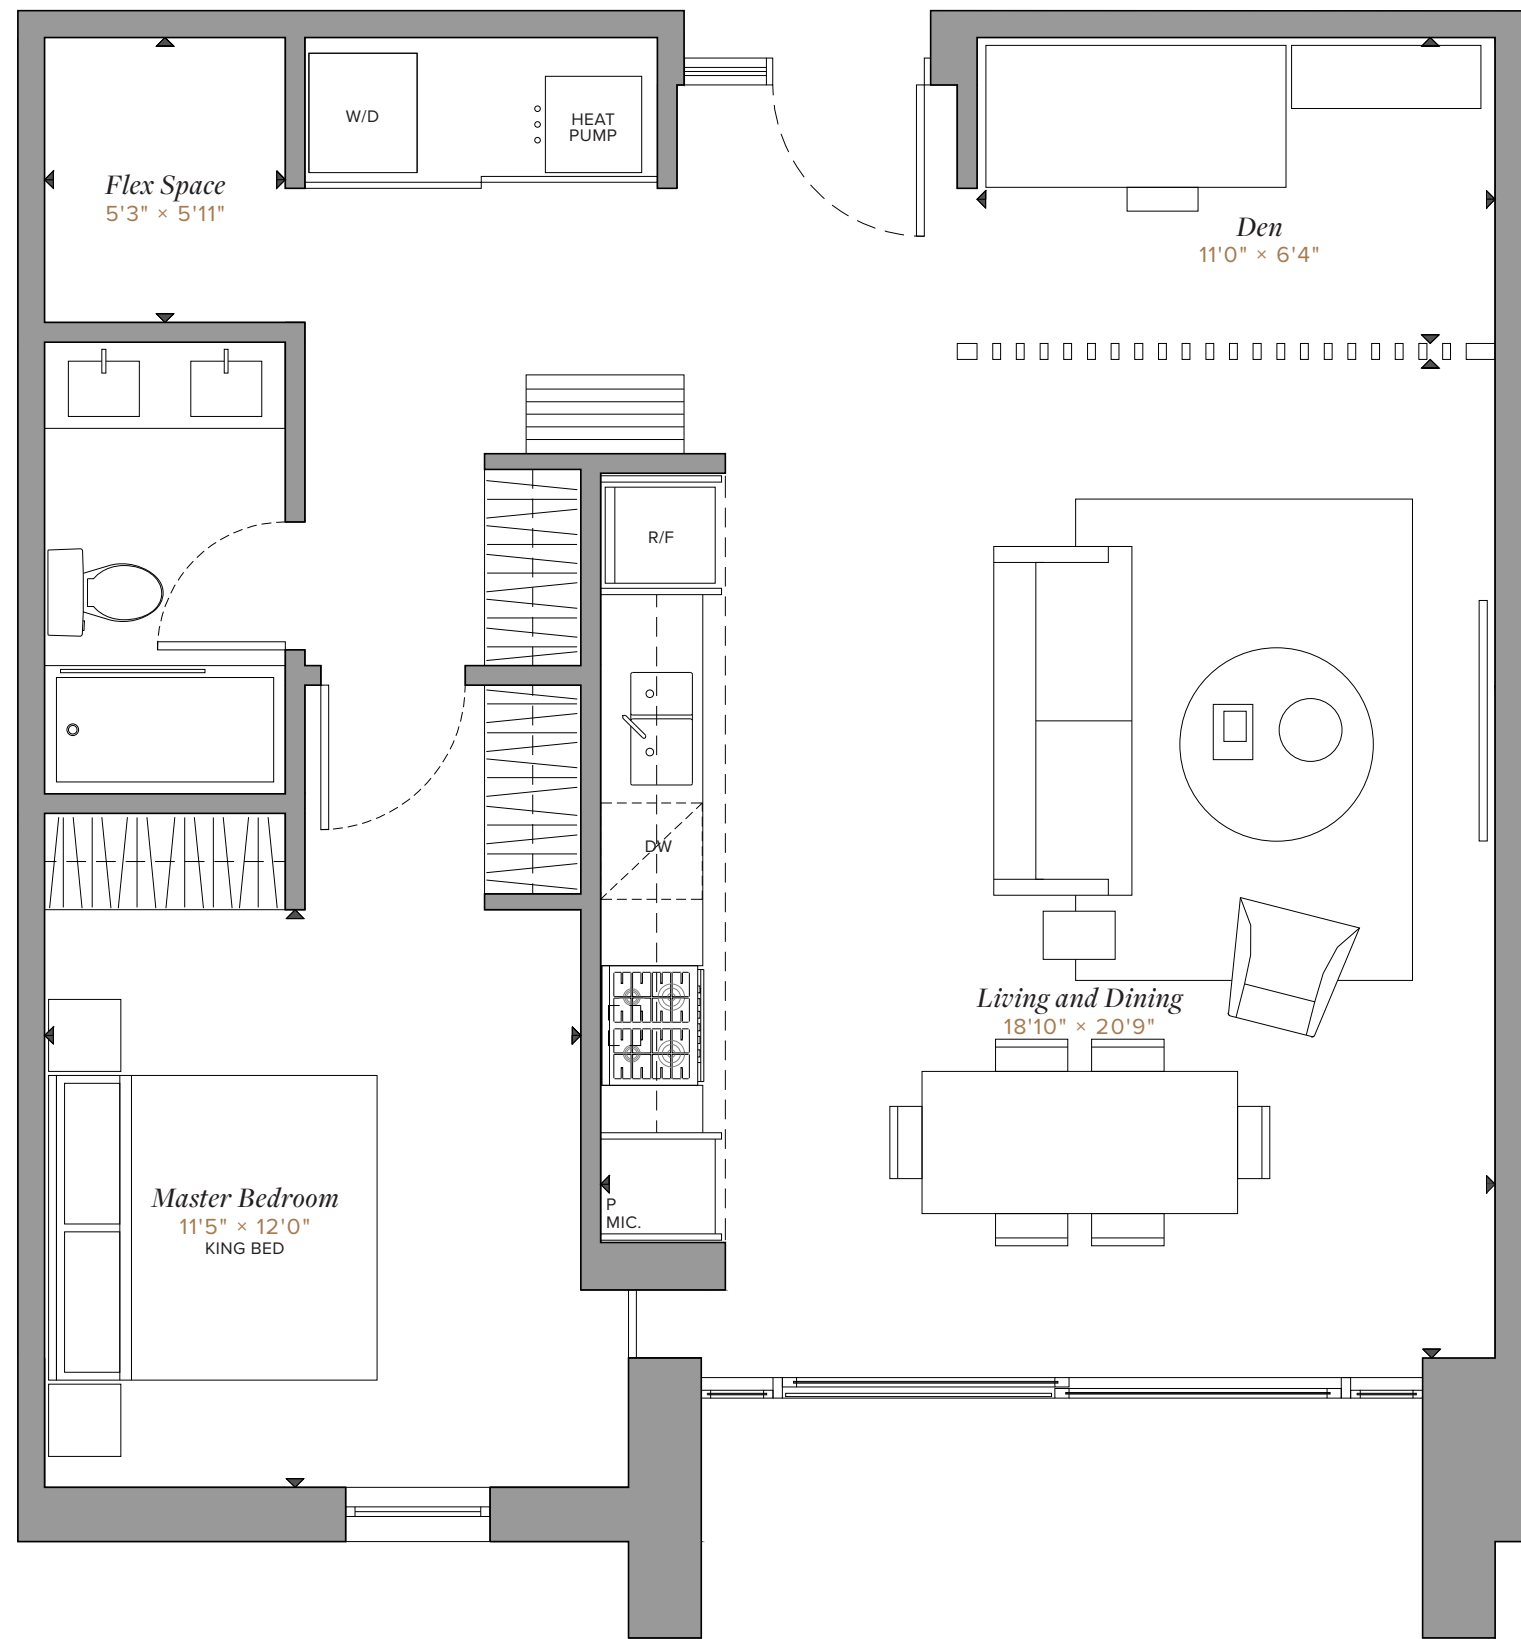 W/D
HEAT
PUMP
Flex Space
5'3" × 5'11"
Den
11'0" × 6'4"
R/F
DW
Living and Dining
18'10" × 20'9"
Master Bedroom
11'5" × 12'0"
KING BED
P
MIC.